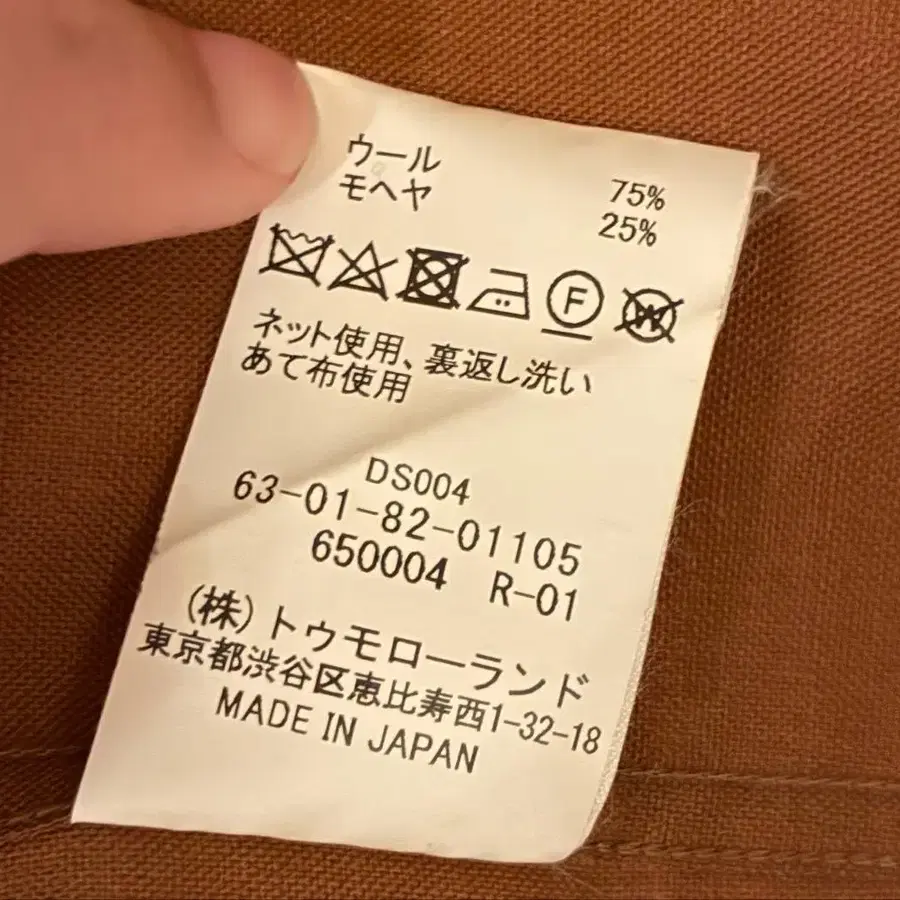 ウール 75%
モヘヤ 25%
F W
ネット使用、裏返し洗い
あて布使用
DS004
63-01-82-01105
650004 R-01
(株)トゥモローランド
東京都渋谷区恵比寿西1-32-18
MADE IN JAPAN